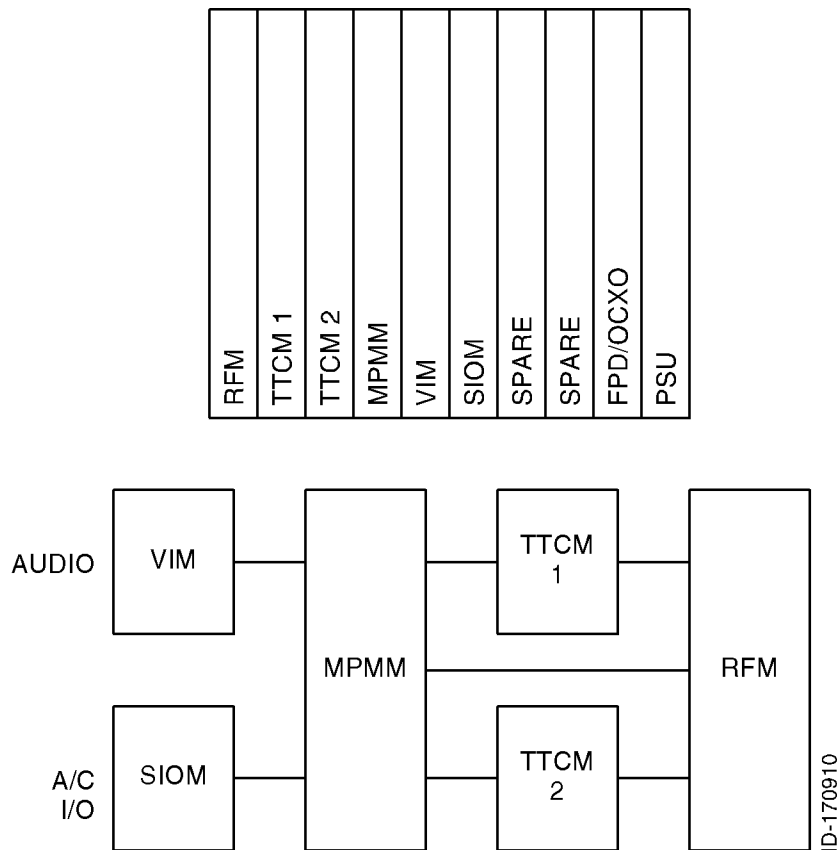 RFM
TTCM 1
TTCM 2
MPMM
VIM
SIOM
SPARE
SPARE
FPD/OCXO
PSU
AUDIO
VIM
MPMM
TTCM
1
RFM
A/C
I/O
SIOM
TTCM
2
ID-170910